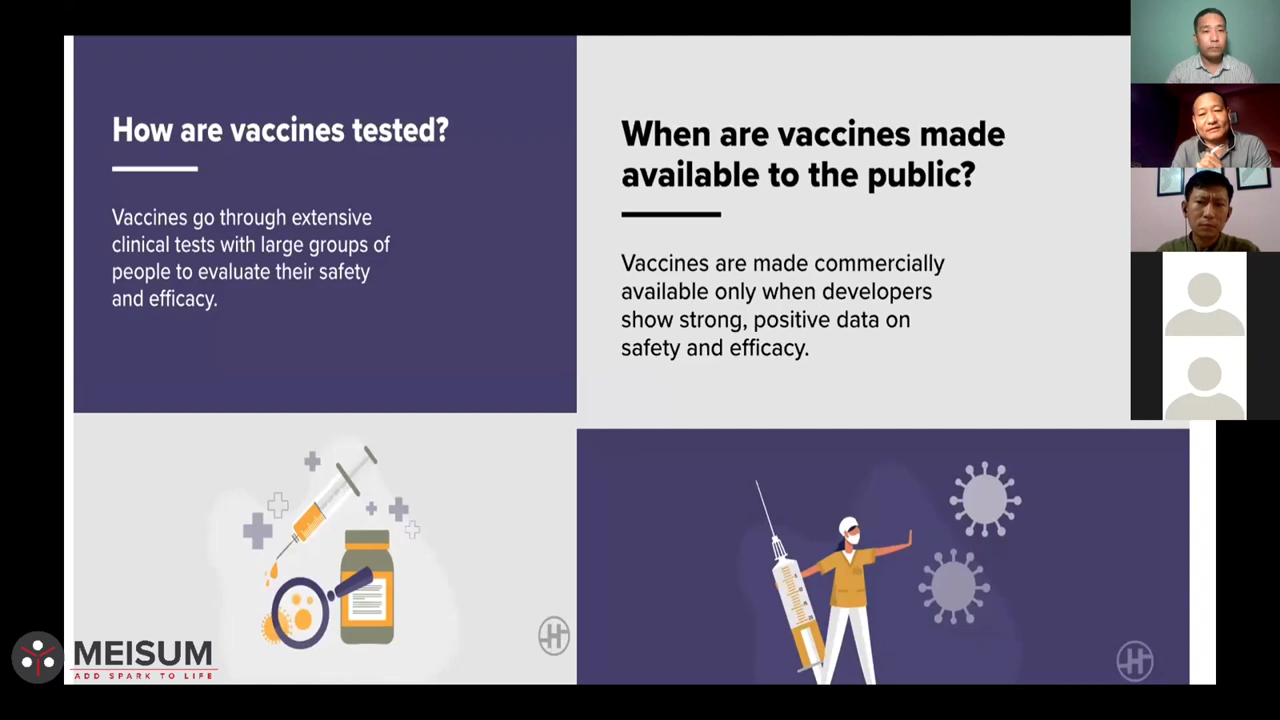 How are vaccines tested?
Vaccines go through extensive
clinical tests with large groups of
people to evaluate their safety
and efficacy.
When are vaccines made
available to the public?
Vaccines are made commercially
available only when developers
show strong, positive data on
safety and efficacy.
MEISUM
ADD SPARK TO LIFE